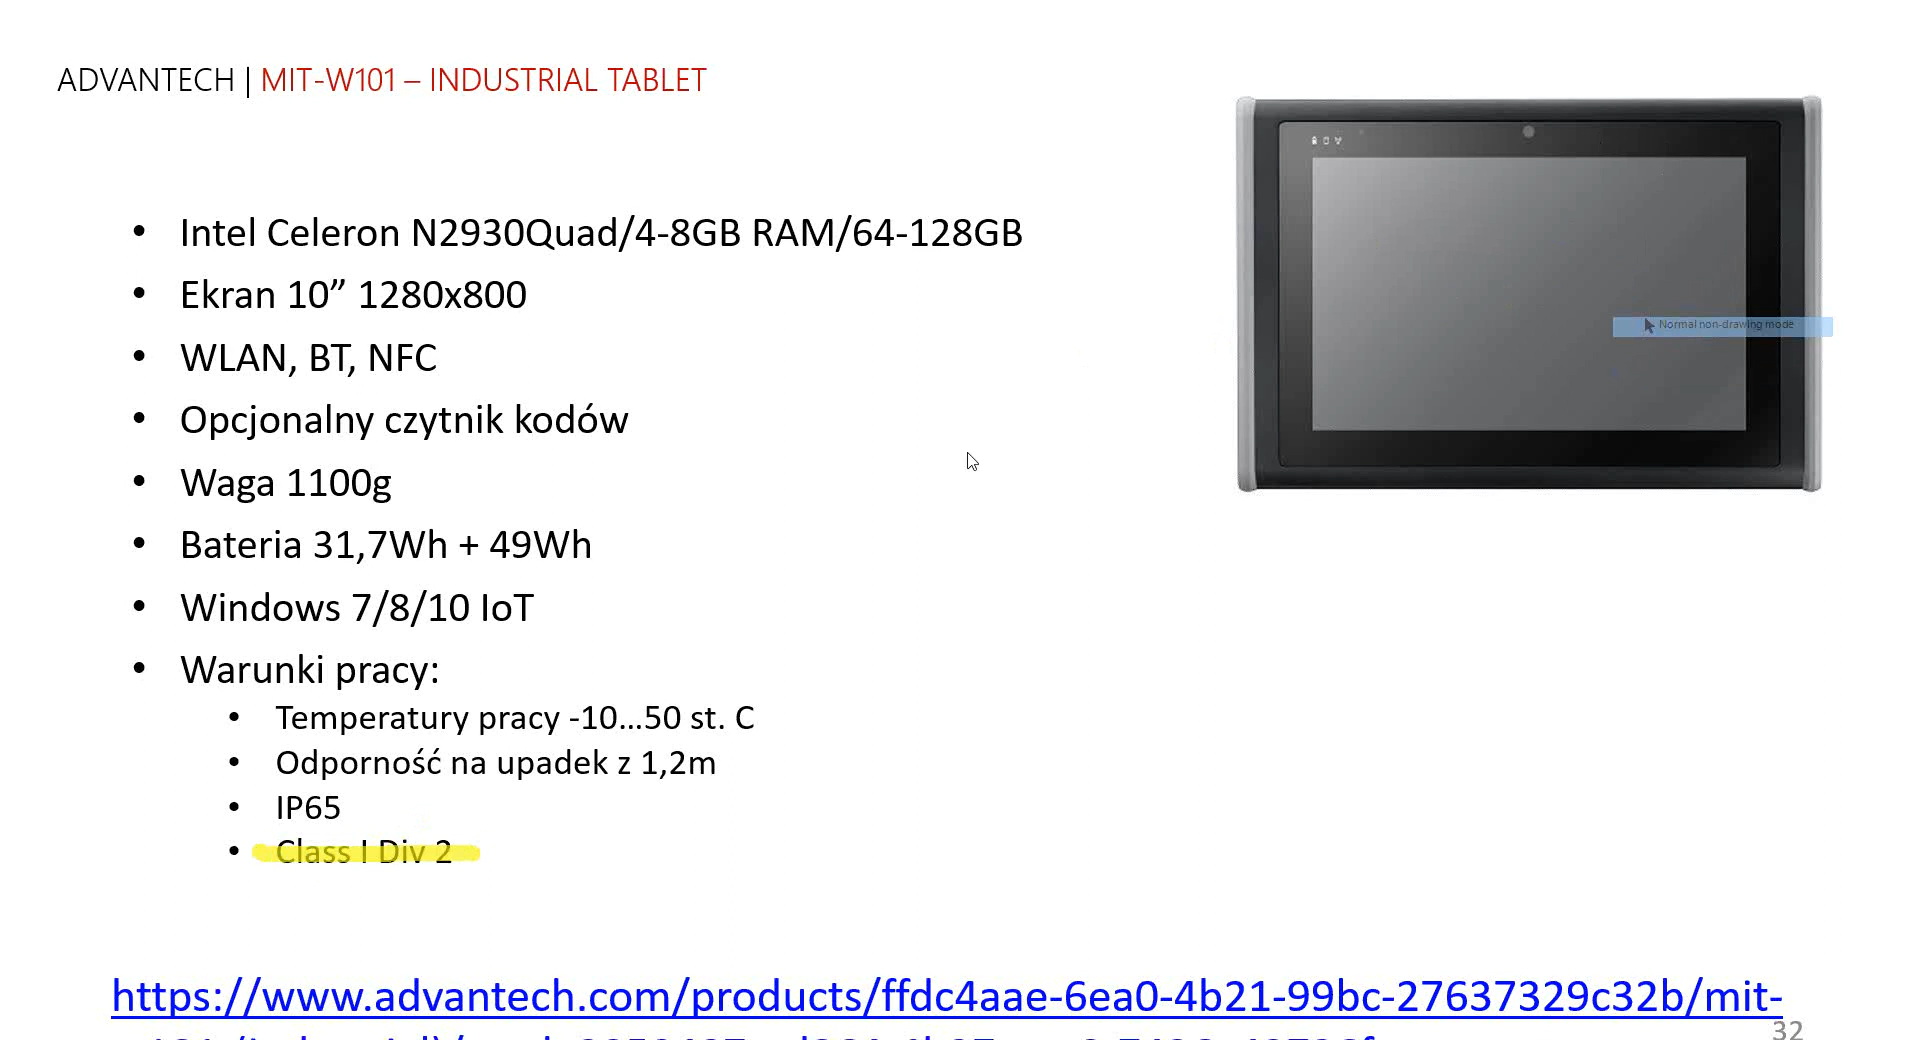 ADVANTECH | MIT-W101 – INDUSTRIAL TABLET
• Intel Celeron N2930Quad/4-8GB RAM/64-128GB
• Ekran 10” 1280x800
• WLAN, BT, NFC
• Opcjonalny czytnik kodów
• Waga 1100g
• Bateria 31,7Wh + 49Wh
• Windows 7/8/10 IoT
• Warunki pracy:
• Temperatury pracy -10...50 st. C
• Odporność na upadek z 1,2m
• IP65
• Class I Div 2
Normal non-drawing mode
https://www.advantech.com/products/ffdc4aae-6ea0-4b21-99bc-27637329c32b/mit-
32